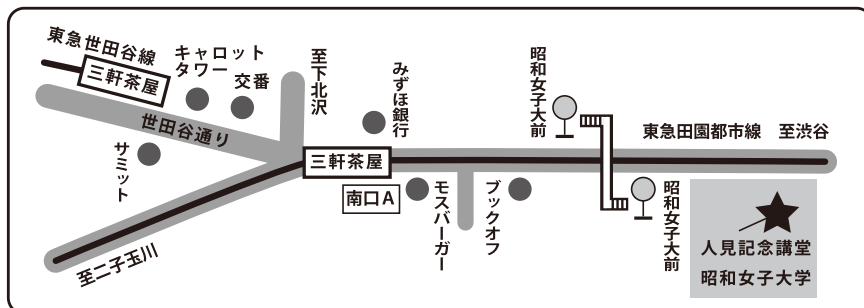 東急世田谷線
三軒茶屋
キャロット
タワー
交番
世田谷通り
サミット
至下北沢
みずほ銀行
三軒茶屋
南口A
モスバーガー
ブックオフ
至二子玉川
昭和女子大前
東急田園都市線
至渋谷
昭和女子大前
人見記念講堂
昭和女子大学